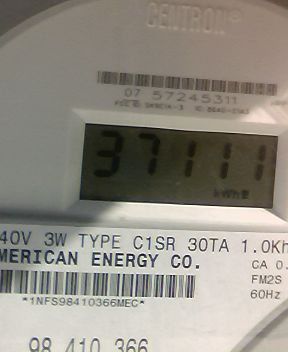 CENTRON®
07 57245311
37111
kWh
40V 3W TYPE C1SR 30TA 1.0Kh
MERICAN ENERGY CO.
CA 0.
FM2S
60Hz
*1NFS98410366MEC*
98 410 366